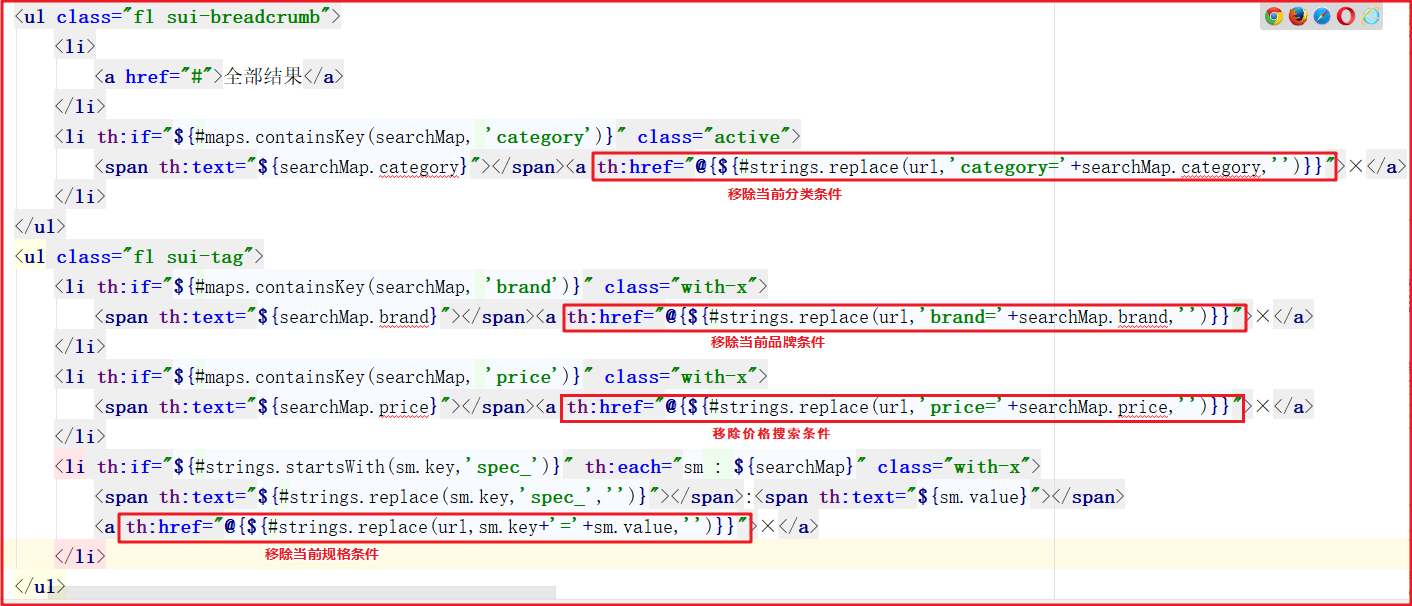 <ul class="fl sui-breadcrumb">
<li>
<a href="#">全部结果</a>
</li>
<li th:if="${#maps.containsKey(searchMap, 'category')}" class="active">
<span th:text="${searchMap.category}"></span><a th:href="@{${#strings.replace(url,'category='+searchMap.category,'')}}">×</a>
移除当前分类条件
</li>
</ul>
<ul class="fl sui-tag">
<li th:if="${#maps.containsKey(searchMap, 'brand')}" class="with-x">
<span th:text="${searchMap.brand}"></span><a th:href="@{${#strings.replace(url,'brand='+searchMap.brand,'')}}">×</a>
移除当前品牌条件
</li>
<li th:if="${#maps.containsKey(searchMap, 'price')}" class="with-x">
<span th:text="${searchMap.price}"></span><a th:href="@{${#strings.replace(url,'price='+searchMap.price,'')}}">×</a>
移除价格搜索条件
</li>
<li th:if="${#strings.startsWith(sm.key,'spec_')}" th:each="sm : ${searchMap}" class="with-x">
<span th:text="${#strings.replace(sm.key,'spec_','')}"></span>:<span th:text="${sm.value}"></span>
<a th:href="@{${#strings.replace(url,sm.key+'='+sm.value,'')}}">×</a>
移除当前规格条件
</li>
</ul>